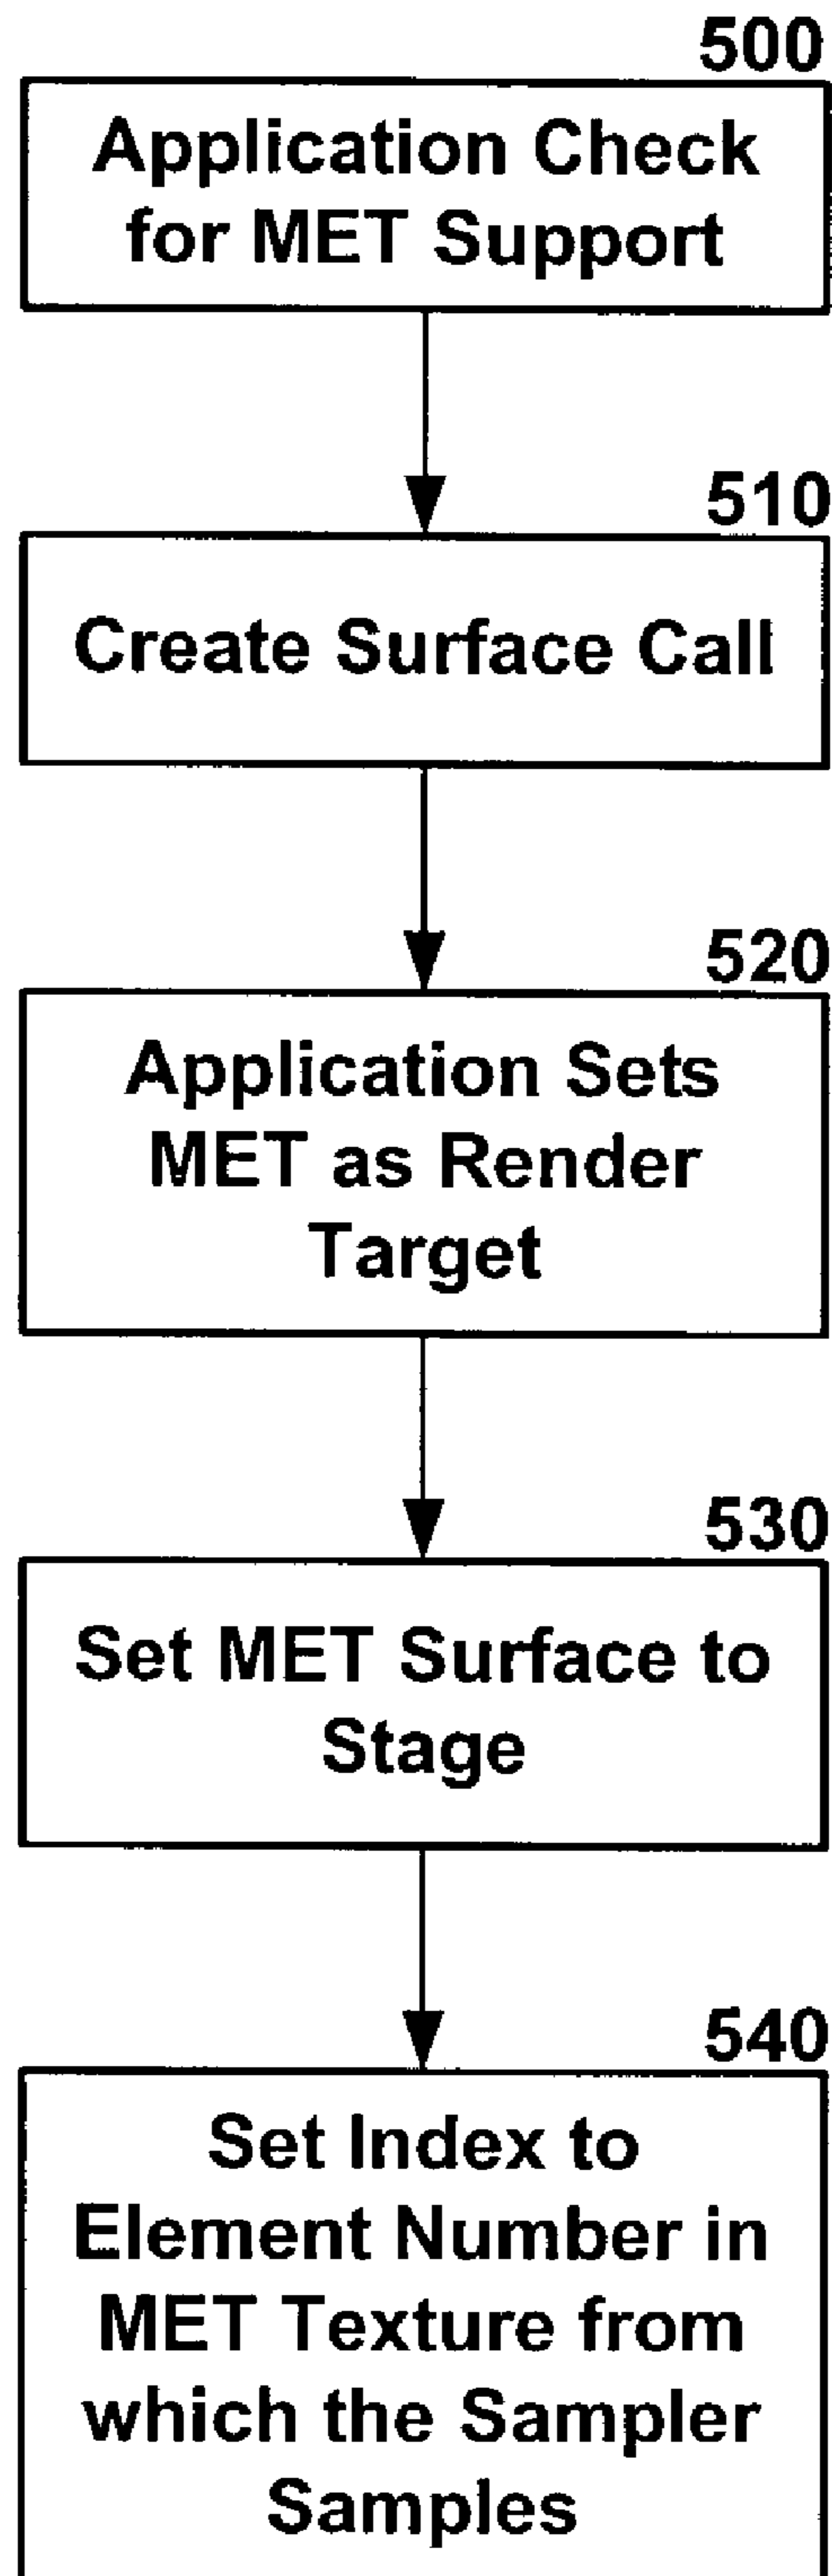 500
Application Check
for MET Support
510
Create Surface Call
520
Application Sets
MET as Render
Target
530
Set MET Surface to
Stage
540
Set Index to
Element Number in
MET Texture from
which the Sampler
Samples